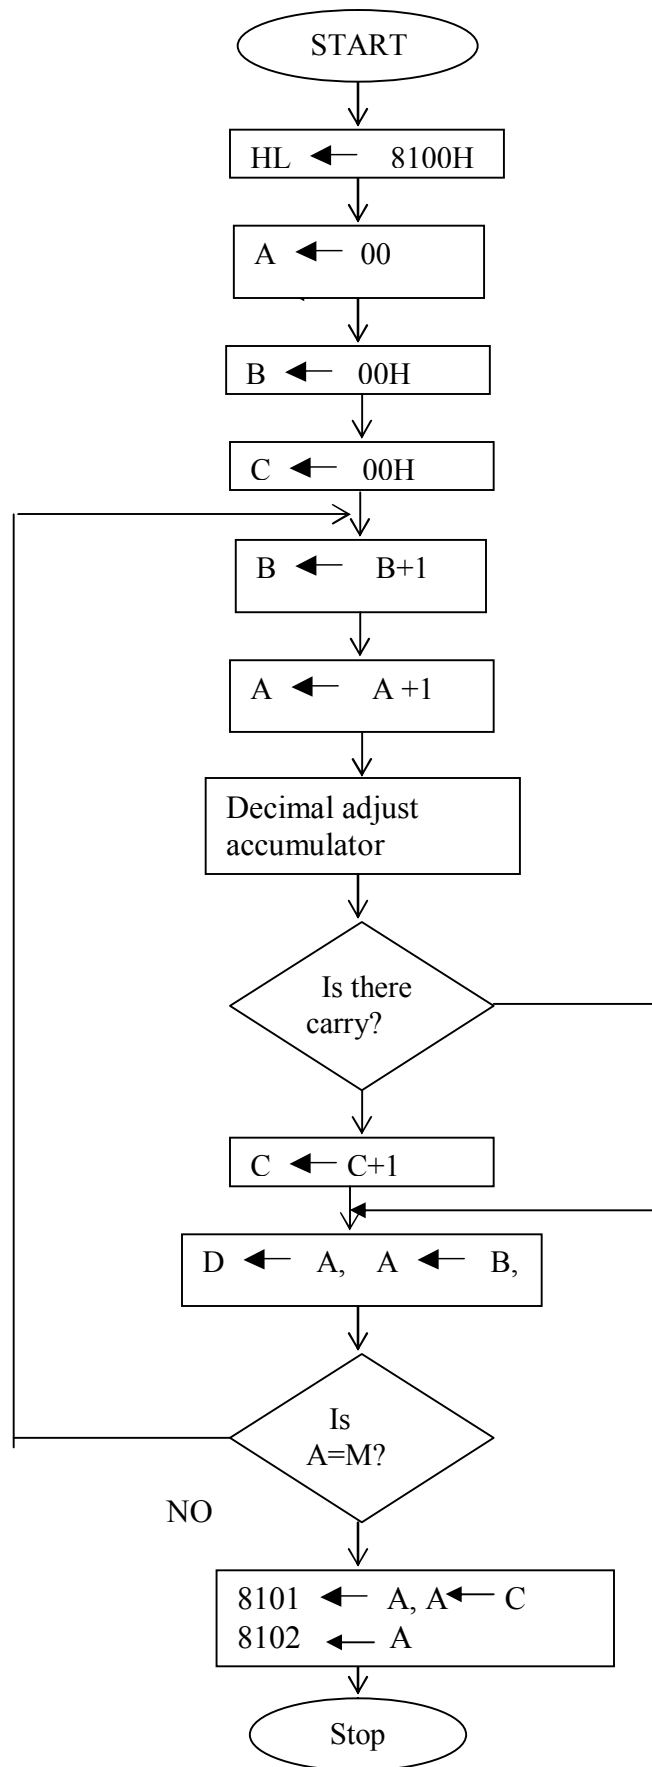 START
HL 8100H
A 00
B 00H
C 00H
B B+1
A A +1
Decimal adjust
accumulator
Is there
carry?
C C+1
D A, A B,
Is
A=M?
NO
8101 A, A C
8102 A
Stop